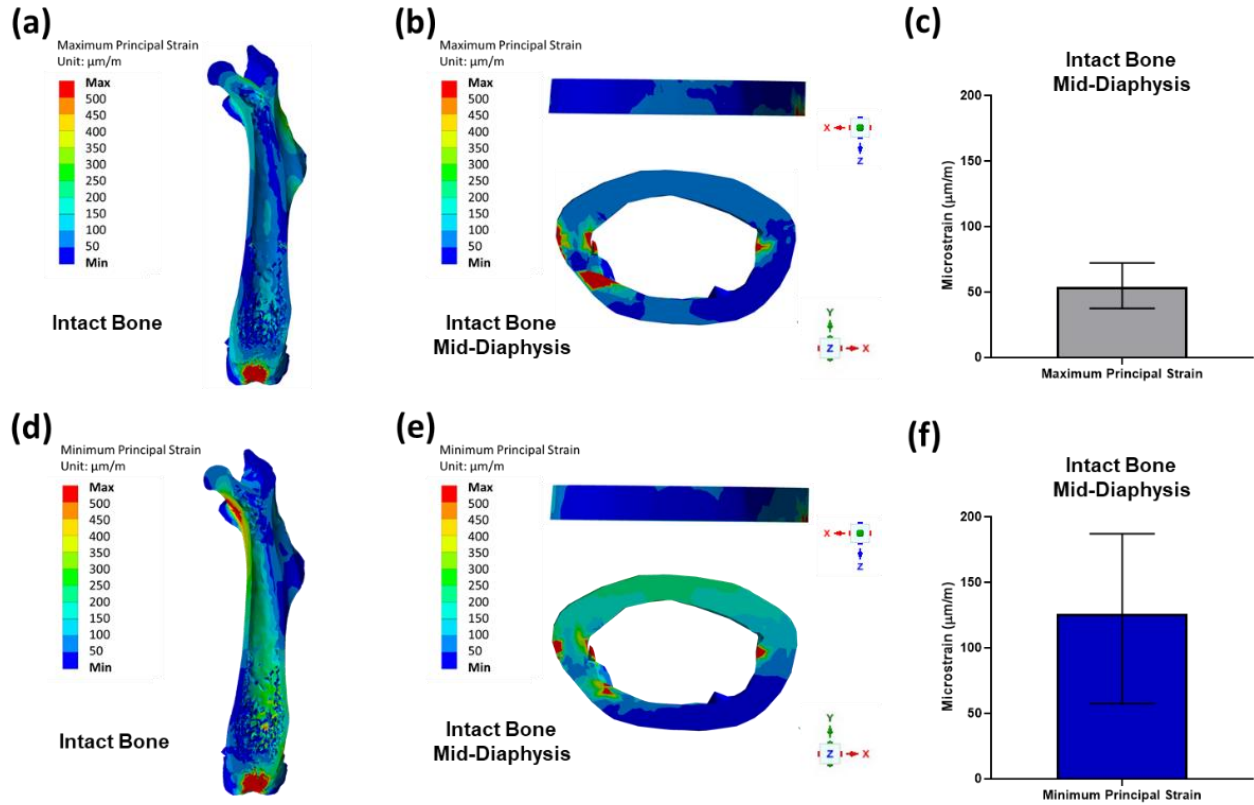 (a)
Maximum Principal Strain
Unit: µm/m
Max
500
450
400
350
300
250
200
150
100
50
Min
Intact Bone
(b)
Maximum Principal Strain
Unit: µm/m
Max
500
450
400
350
300
250
200
150
100
50
Min
X
Z
Intact Bone
Mid-Diaphysis
Y
Z
X
(c)
Intact Bone
Mid-Diaphysis
Microstrain (µm/m)
200
150
100
50
0
Maximum Principal Strain
(d)
Minimum Principal Strain
Unit: µm/m
Max
500
450
400
350
300
250
200
150
100
50
Min
Intact Bone
(e)
Minimum Principal Strain
Unit: µm/m
Max
500
450
400
350
300
250
200
150
100
50
Min
X
Z
Intact Bone
Mid-Diaphysis
Y
Z
X
(f)
Intact Bone
Mid-Diaphysis
Microstrain (µm/m)
200
150
100
50
0
Minimum Principal Strain